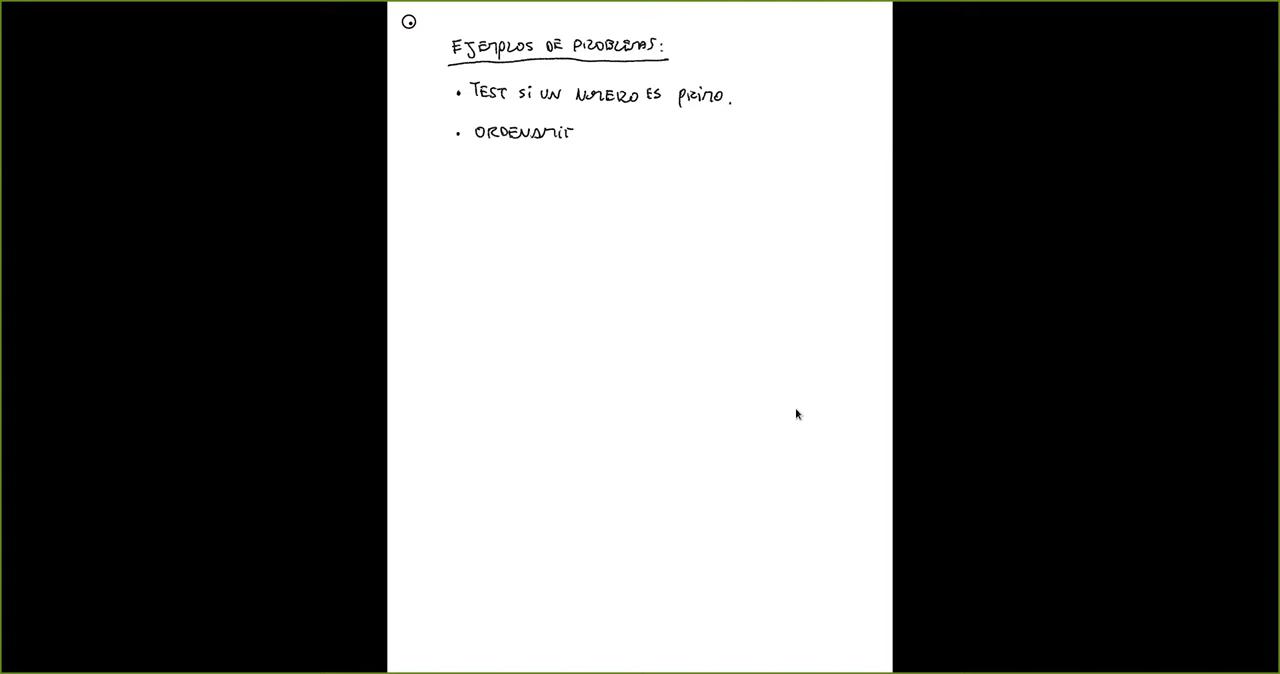 EJEMPLOS DE PROBLEMAS:
• TEST Si UN NUMERO ES PRiMO.
• ORDENAMiE